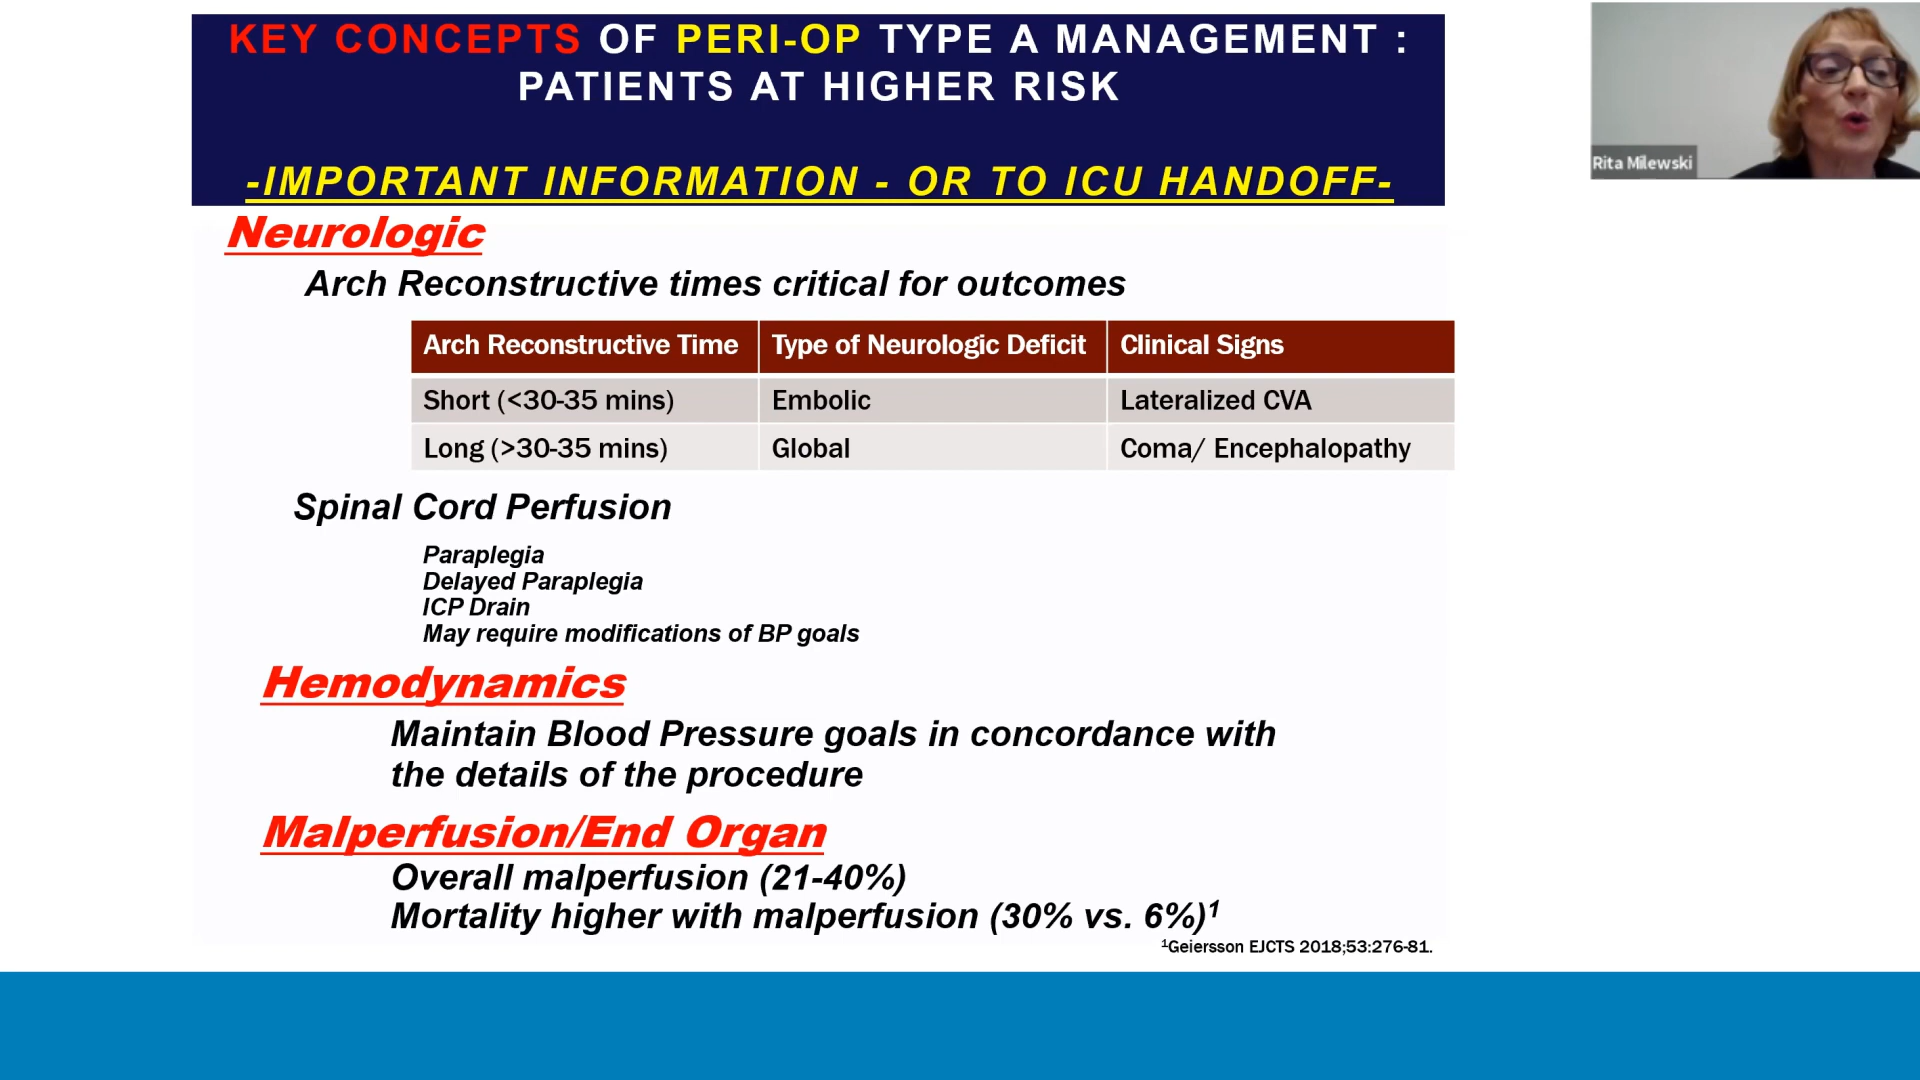 KEY CONCEPTS OF PERI-OP TYPE A MANAGEMENT :
PATIENTS AT HIGHER RISK
-IMPORTANT INFORMATION - OR TO ICU HANDOFF-
Rita Milewski
Neurologic
Arch Reconstructive times critical for outcomes
Arch Reconstructive Time Type of Neurologic Deficit Clinical Signs
Short (<30-35 mins) Embolic Lateralized CVA
Long (>30-35 mins) Global Coma/ Encephalopathy
Spinal Cord Perfusion
Paraplegia
Delayed Paraplegia
ICP Drain
May require modifications of BP goals
Hemodynamics
Maintain Blood Pressure goals in concordance with
the details of the procedure
Malperfusion/End Organ
Overall malperfusion (21-40%)
Mortality higher with malperfusion (30% vs. 6%)¹
¹Geiersson EJCTS 2018;53:276-81.